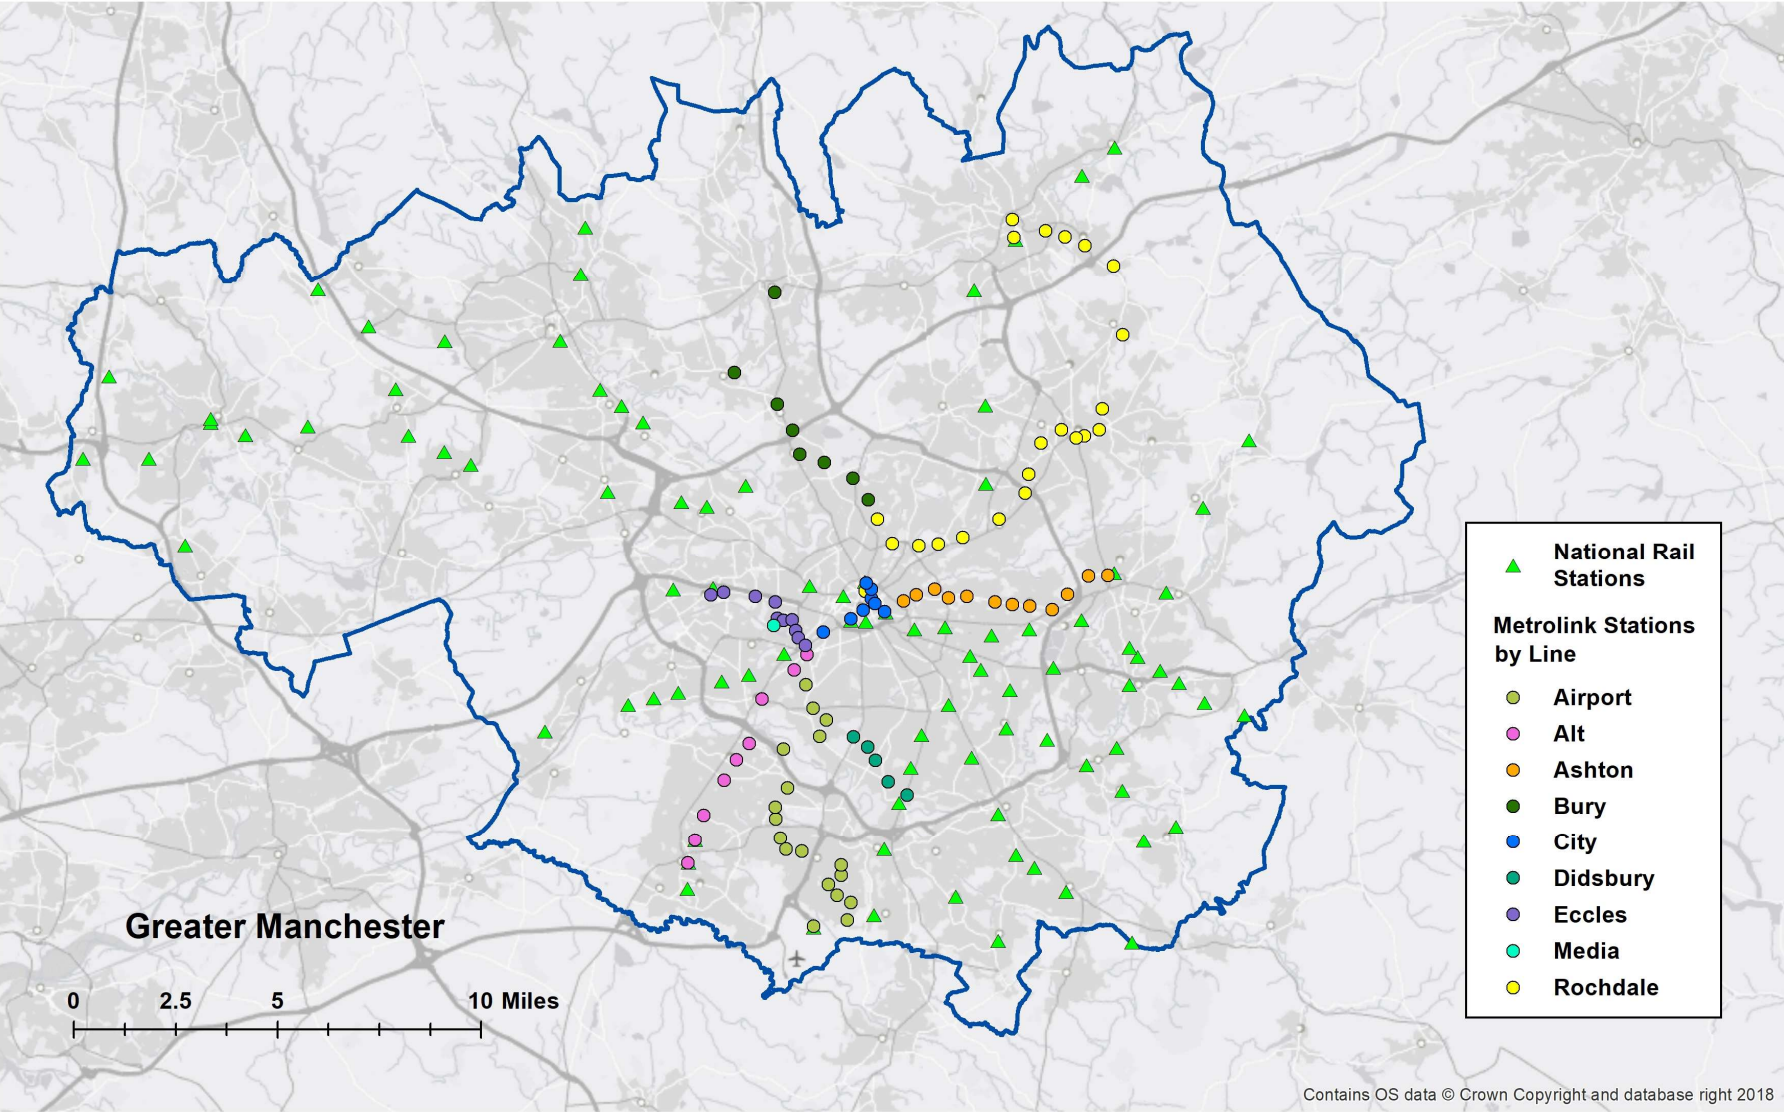 National Rail
Stations
Metrolink Stations
by Line
Airport
Alt
Ashton
Bury
City
Didsbury
Eccles
Media
Rochdale
Greater Manchester
0 2.5 5 10 Miles
Contains OS data © Crown Copyright and database right 2018